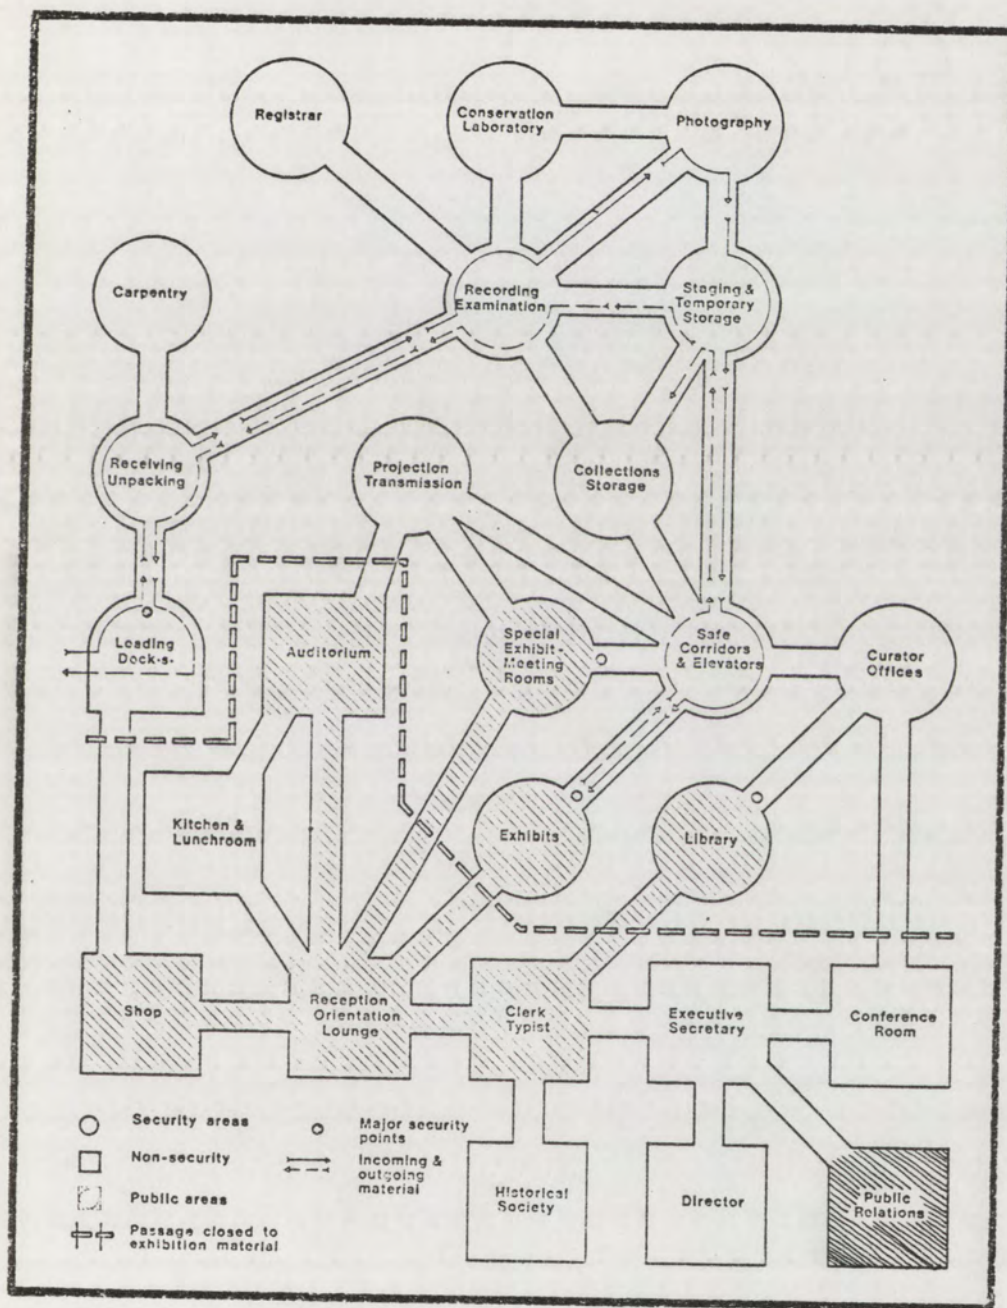 Registrar
Conservation
Laboratory
Photography
Carpentry
Recording
Examination
Staging &
Temporary
Storage
Receiving
Unpacking
Projection
Transmission
Collections
Storage
Loading
Dock-s-
Auditorium
Special
Exhibit-
Meeting
Rooms
Safe
Corridors
& Elevators
Curator
Offices
Kitchen &
Lunchroom
Exhibits
Library
Shop
Reception
Orientation
Lounge
Clerk
Typist
Executive
Secretary
Conference
Room
Security areas
Non-security
Public areas
Passage closed to
exhibition material
Major security
points
Incoming &
outgoing
material
Historical
Society
Director
Public
Relations